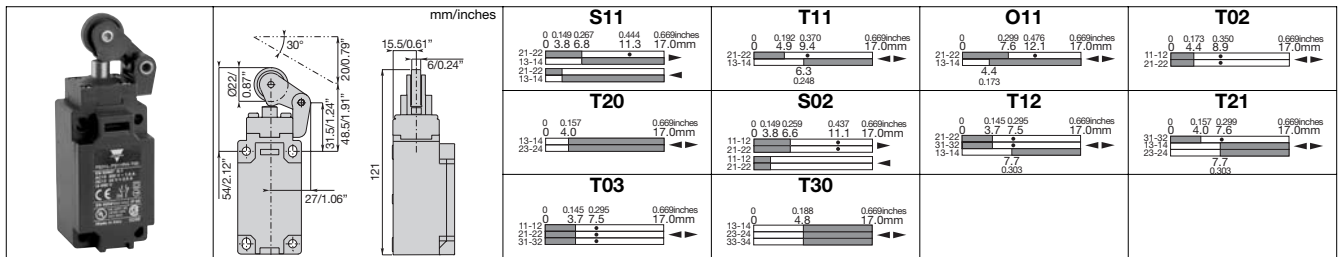 mm/inches
30°
20/0.79"
15.5/0.61"
6/0.24"
Ø22/
0.87"
31.5/1.24"
48.5/1.91"
54/2.12"
27/1.06"
121
CE
S11
0 0.149 0.267 0.444 0.669inches
0 3.8 6.8 11.3 17.0mm
21-22
13-14
21-22
13-14
T11
0 0.192 0.370 0.669inches
0 4.9 9.4 17.0mm
21-22
13-14
6.3
0.248
O11
0 0.299 0.476 0.669inches
0 7.6 12.1 17.0mm
21-22
13-14
4.4
0.173
T02
0 0.173 0.350 0.669inches
0 4.4 8.9 17.0mm
11-12
21-22
T20
0 0.157 0.669inches
0 4.0 17.0mm
13-14
23-24
S02
0 0.149 0.259 0.437 0.669inches
0 3.8 6.6 11.1 17.0mm
11-12
21-22
11-12
21-22
T12
0 0.145 0.295 0.669inches
0 3.7 7.5 17.0mm
21-22
31-32
13-14
7.7
0.303
T21
0 0.157 0.299 0.669inches
0 4.0 7.6 17.0mm
31-32
13-14
23-24
7.7
0.303
T03
0 0.145 0.295 0.669inches
0 3.7 7.5 17.0mm
11-12
21-22
31-32
T30
0 0.188 0.669inches
0 4.8 17.0mm
13-14
23-24
33-34